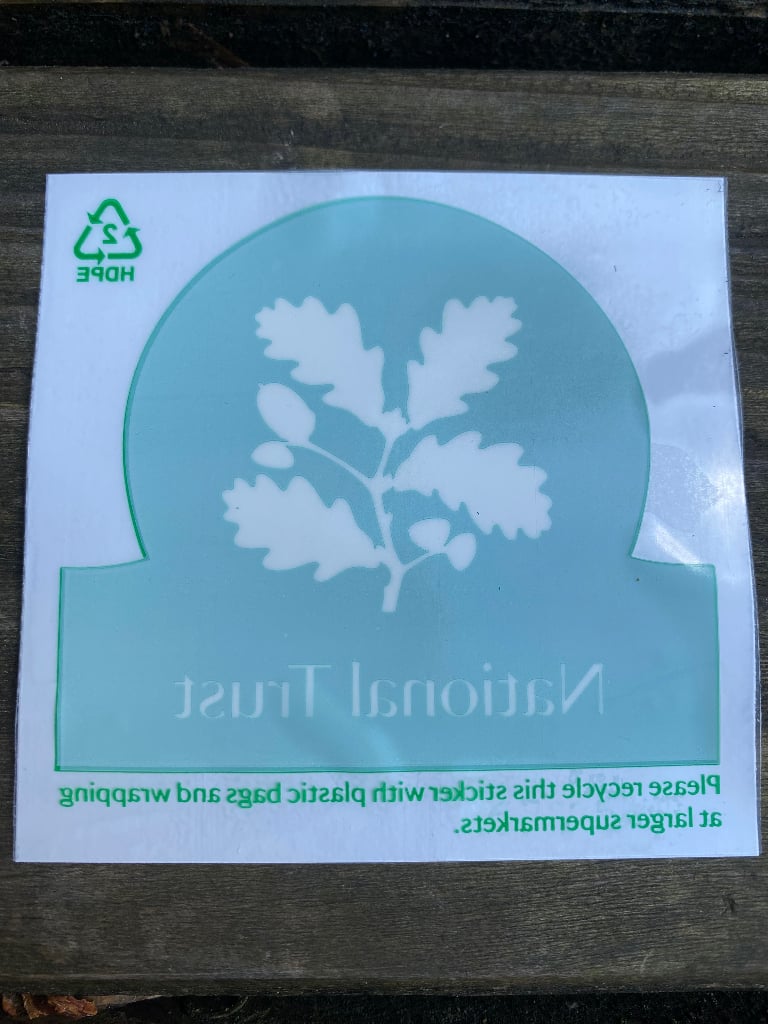 2
HDPE
National Trust
Please recycle this sticker with plastic bags and wrapping
at larger supermarkets.